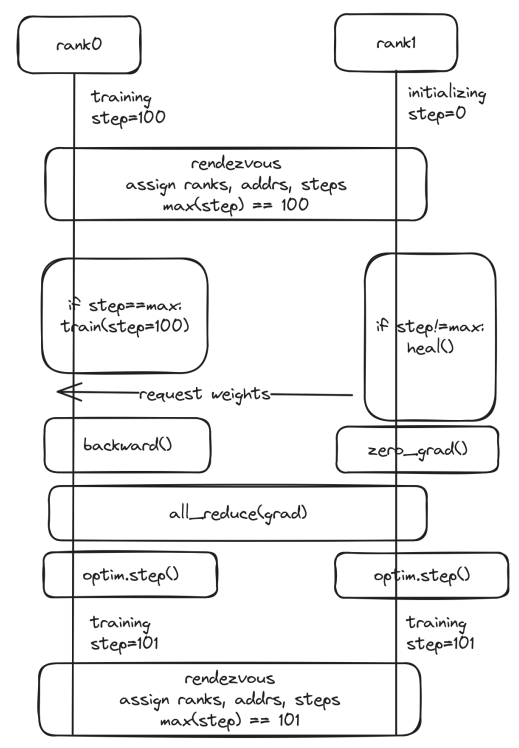 rank0
rank1
training
step=100
initializing
step=0
rendezvous
assign ranks, addrs, steps
max(step) == 100
if step==max:
train(step=100)
if step!=max:
heal()
request weights
backward()
zero_grad()
all_reduce(grad)
optim.step()
optim.step()
training
step=101
training
step=101
rendezvous
assign ranks, addrs, steps
max(step) == 101